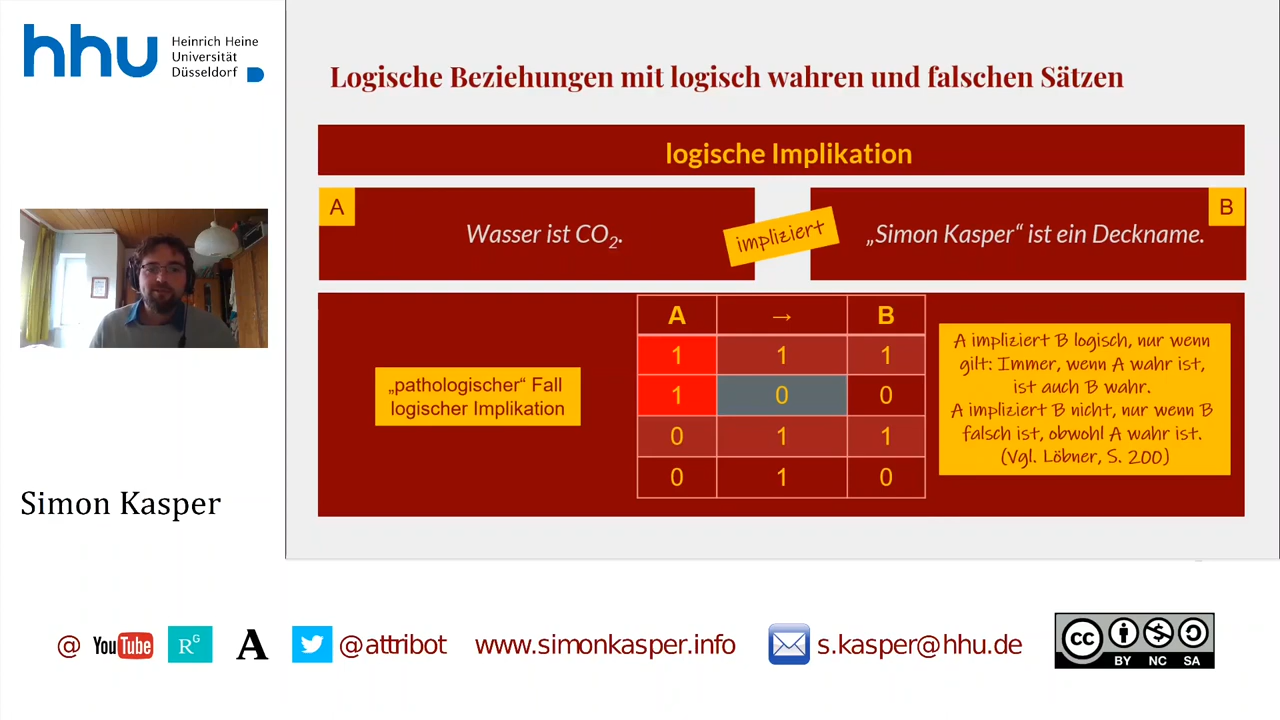 hhu
Heinrich Heine
Universität
Düsseldorf
Logische Beziehungen mit logisch wahren und falschen Sätzen
logische Implikation
A
Wasser ist CO₂.
impliziert
„Simon Kasper“ ist ein Deckname.
B
„pathologischer“ Fall
logischer Implikation
A → B
1 1 1
1 0 0
0 1 1
0 1 0
A impliziert B logisch, nur wenn
gilt: Immer, wenn A wahr ist,
ist auch B wahr.
A impliziert B nicht, nur wenn B
falsch ist, obwohl A wahr ist.
(Vgl. Löbner, S. 200)
Simon Kasper
@ YouTube RG A @attribot www.simonkasper.info s.kasper@hhu.de
cc
BY NC SA